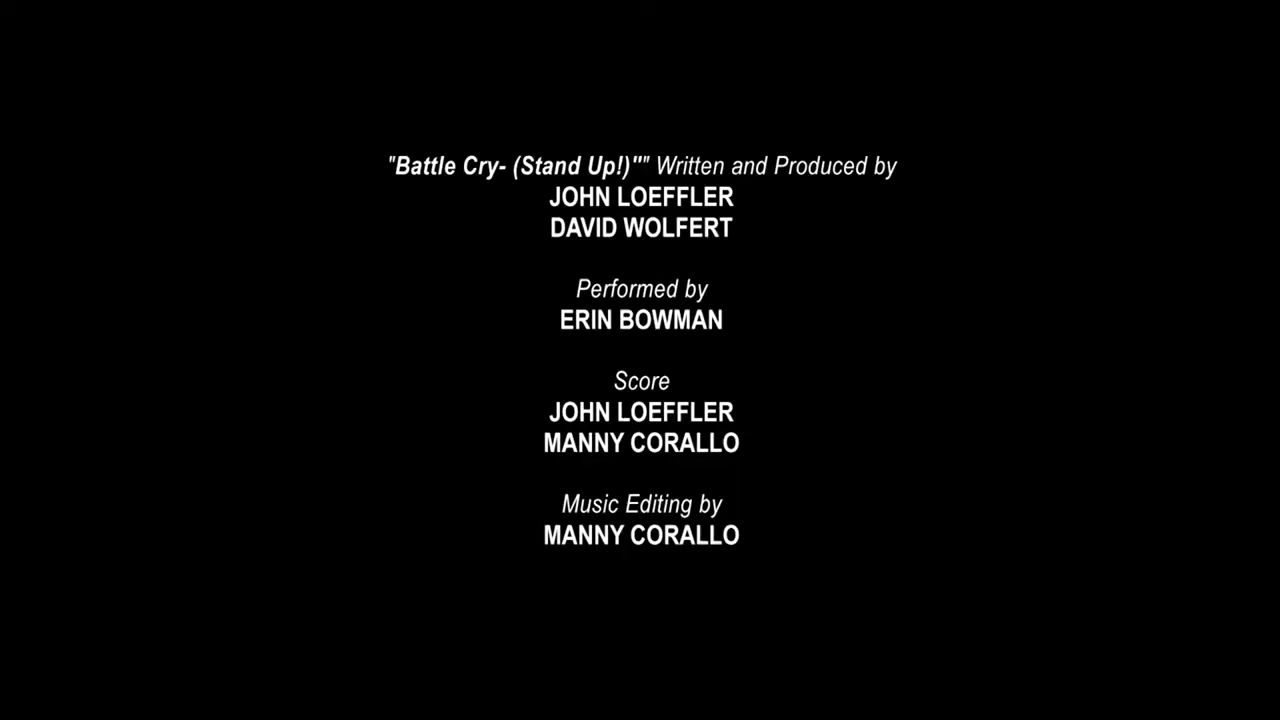 "Battle Cry- (Stand Up!)"" Written and Produced by
JOHN LOEFFLER
DAVID WOLFERT
Performed by
ERIN BOWMAN
Score
JOHN LOEFFLER
MANNY CORALLO
Music Editing by
MANNY CORALLO